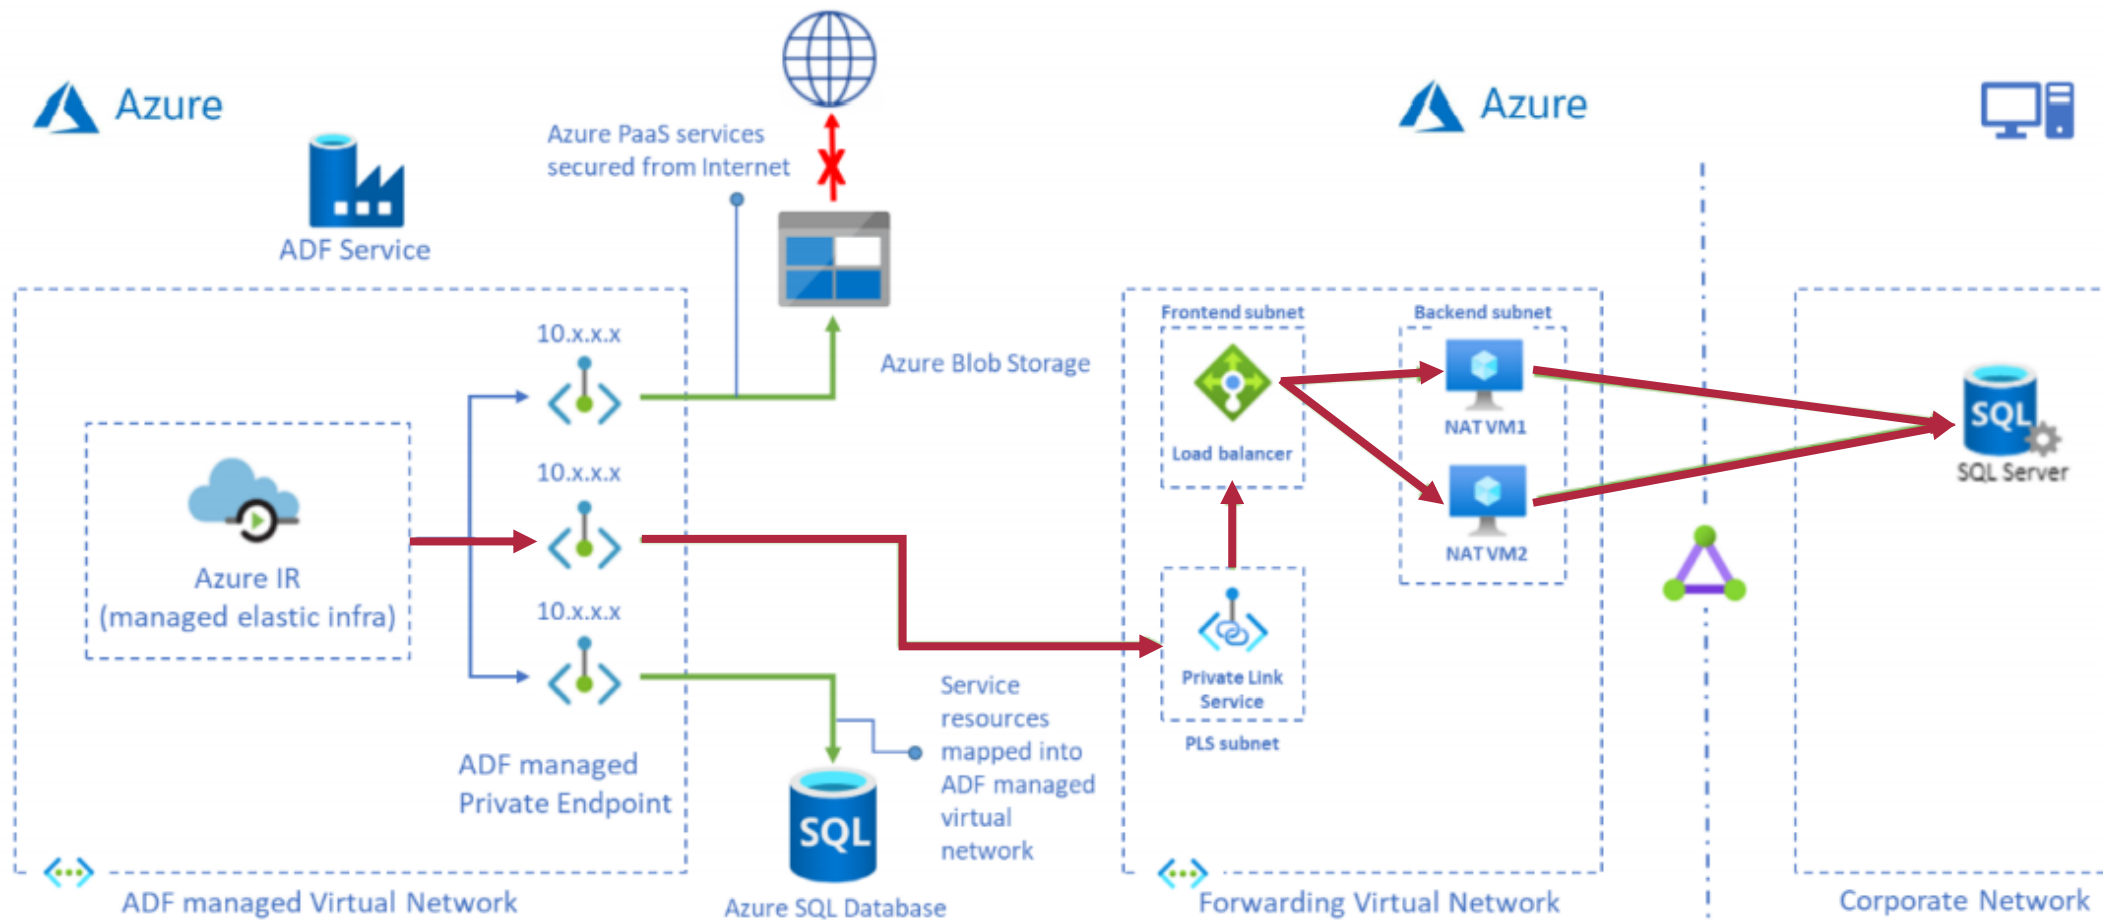 Azure
ADF Service
Azure PaaS services
secured from Internet
Azure
10.x.x.x
Azure Blob Storage
Frontend subnet
Backend subnet
Load balancer
NAT VM1
NAT VM2
SQL
SQL Server
10.x.x.x
Azure IR
(managed elastic infra)
10.x.x.x
Private Link
Service
PLS subnet
ADF managed
Private Endpoint
Service
resources
mapped into
ADF managed
virtual
network
SQL
Azure SQL Database
ADF managed Virtual Network
Forwarding Virtual Network
Corporate Network